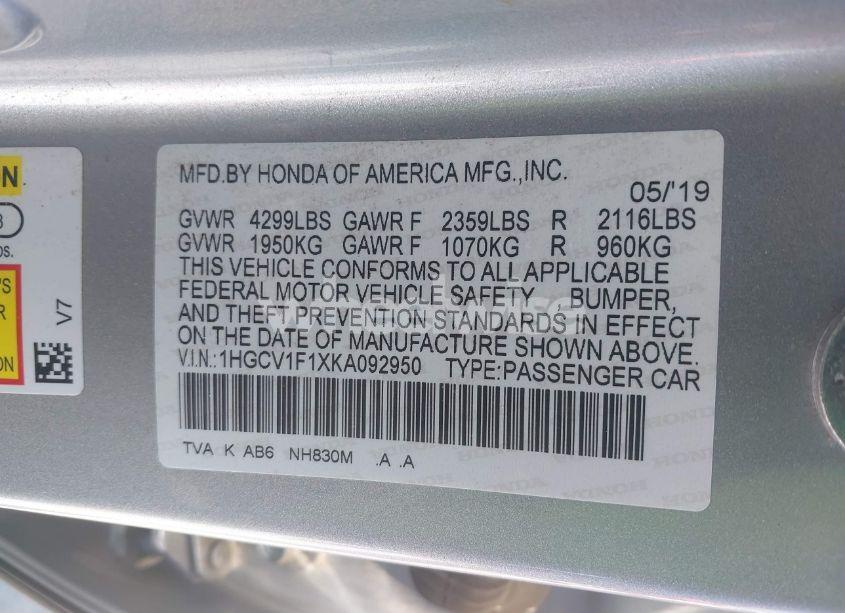 MFD.BY HONDA OF AMERICA MFG.,INC.
05/'19
GVWR 4299LBS GAWR F 2359LBS R 2116LBS
GVWR 1950KG GAWR F 1070KG R 960KG
THIS VEHICLE CONFORMS TO ALL APPLICABLE
FEDERAL MOTOR VEHICLE SAFETY BUMPER,
AND THEFT PREVENTION STANDARDS IN EFFECT
ON THE DATE OF MANUFACTURE SHOWN ABOVE.
V.I.N.:1HGCV1F1XKA092950 TYPE:PASSENGER CAR
TVA K AB6 NH830M .A .A
V7